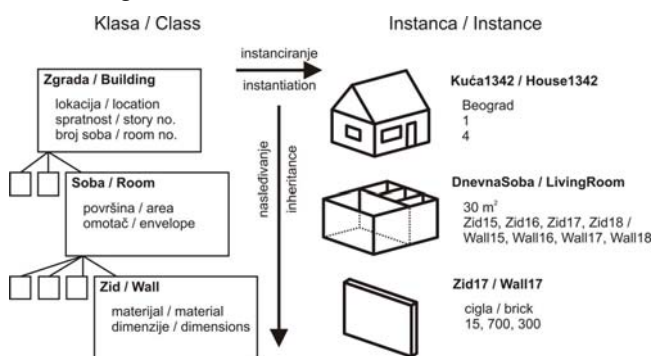 Klasa / Class
Instanca / Instance
Zgrada / Building
lokacija / location
spratnost / story no.
broj soba / room no.
Soba / Room
površina / area
omotač / envelope
Zid / Wall
materijal / material
dimenzije / dimensions
instanciranje
instantiation
nasleđivanje
inheritance
Kuća1342 / House1342
Beograd
1
4
DnevnaSoba / LivingRoom
30 m²
Zid15, Zid16, Zid17, Zid18 /
Wall15, Wall16, Wall17, Wall18
Zid17 / Wall17
cigla / brick
15, 700, 300